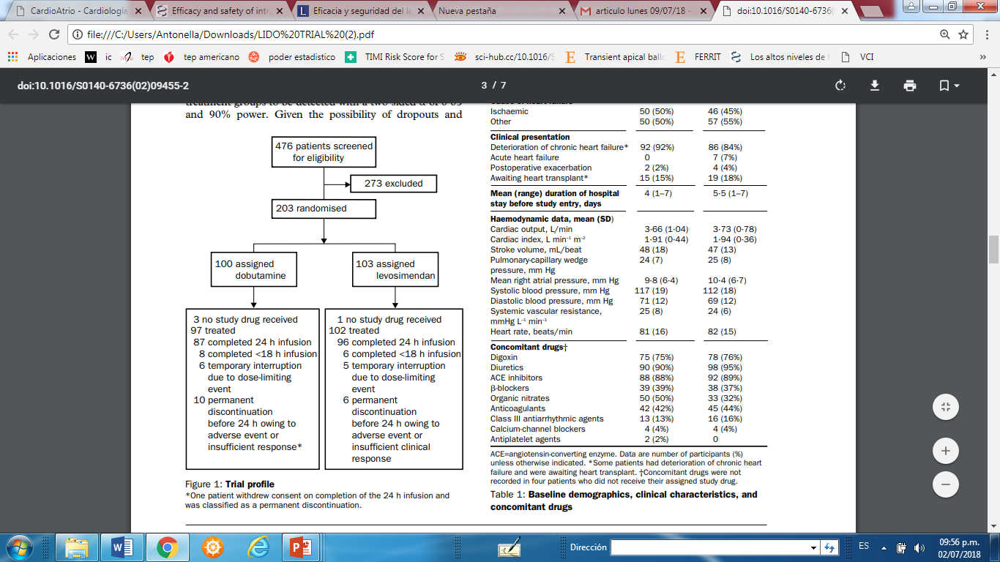 CardioAtrio - Cardiología
Efficacy and safety of intr
Eficacia y seguridad del le
Nueva pestaña
articulo lunes 09/07/18 -
doi:10.1016/S0140-6736(
file:///C:/Users/Antonella/Downloads/LIDO%20TRIAL%20(2).pdf
Aplicaciones
ic
tep
tep americano
poder estadistico
TIMI Risk Score for S
sci-hub.cc/10.1016/S
Transient apical ball
FERRIT
Los altos niveles de
VCI
»
doi:10.1016/S0140-6736(02)09455-2
3 / 7
treatment groups to be detected with a two sided α of 0·05
and 90% power. Given the possibility of dropouts and
476 patients screened
for eligibility
273 excluded
203 randomised
100 assigned
dobutamine
103 assigned
levosimendan
3 no study drug received
97 treated
87 completed 24 h infusion
8 completed <18 h infusion
6 temporary interruption
due to dose-limiting
event
10 permanent
discontinuation
before 24 h owing to
adverse event or
insufficient response*
1 no study drug received
102 treated
96 completed 24 h infusion
6 completed <18 h infusion
5 temporary interruption
due to dose-limiting
event
6 permanent
discontinuation
before 24 h owing to
adverse event or
insufficient clinical
response
Figure 1: Trial profile
*One patient withdrew consent on completion of the 24 h infusion and
was classified as a permanent discontinuation.
Cause of heart failure
Ischaemic 50 (50%) 46 (45%)
Other 50 (50%) 57 (55%)
Clinical presentation
Deterioration of chronic heart failure* 92 (92%) 86 (84%)
Acute heart failure 0 7 (7%)
Postoperative exacerbation 2 (2%) 4 (4%)
Awaiting heart transplant* 15 (15%) 19 (18%)
Mean (range) duration of hospital 4 (1–7) 5·5 (1–7)
stay before study entry, days
Haemodynamic data, mean (SD)
Cardiac output, L/min 3·66 (1·04) 3·73 (0·78)
Cardiac index, L min⁻¹ m⁻² 1·91 (0·44) 1·94 (0·36)
Stroke volume, mL/beat 48 (18) 47 (13)
Pulmonary-capillary wedge 24 (7) 25 (8)
pressure, mm Hg
Mean right atrial pressure, mm Hg 9·8 (6·4) 10·4 (6·7)
Systolic blood pressure, mm Hg 117 (19) 112 (18)
Diastolic blood pressure, mm Hg 71 (12) 69 (12)
Systemic vascular resistance, 25 (8) 24 (6)
mmHg L⁻¹ min⁻¹
Heart rate, beats/min 81 (16) 82 (15)
Concomitant drugs†
Digoxin 75 (75%) 78 (76%)
Diuretics 90 (90%) 98 (95%)
ACE inhibitors 88 (88%) 92 (89%)
β-blockers 39 (39%) 38 (37%)
Organic nitrates 50 (50%) 33 (32%)
Anticoagulants 42 (42%) 45 (44%)
Class III antiarrhythmic agents 13 (13%) 16 (16%)
Calcium-channel blockers 4 (4%) 4 (4%)
Antiplatelet agents 2 (2%) 0
ACE=angiotensin-converting enzyme. Data are number of participants (%)
unless otherwise indicated. *Some patients had deterioration of chronic heart
failure and were awaiting heart transplant. †Concomitant drugs were not
recorded in four patients who did not receive their assigned study drug.
Table 1: Baseline demographics, clinical characteristics, and
concomitant drugs
Dirección
ES
09:56 p.m.
02/07/2018